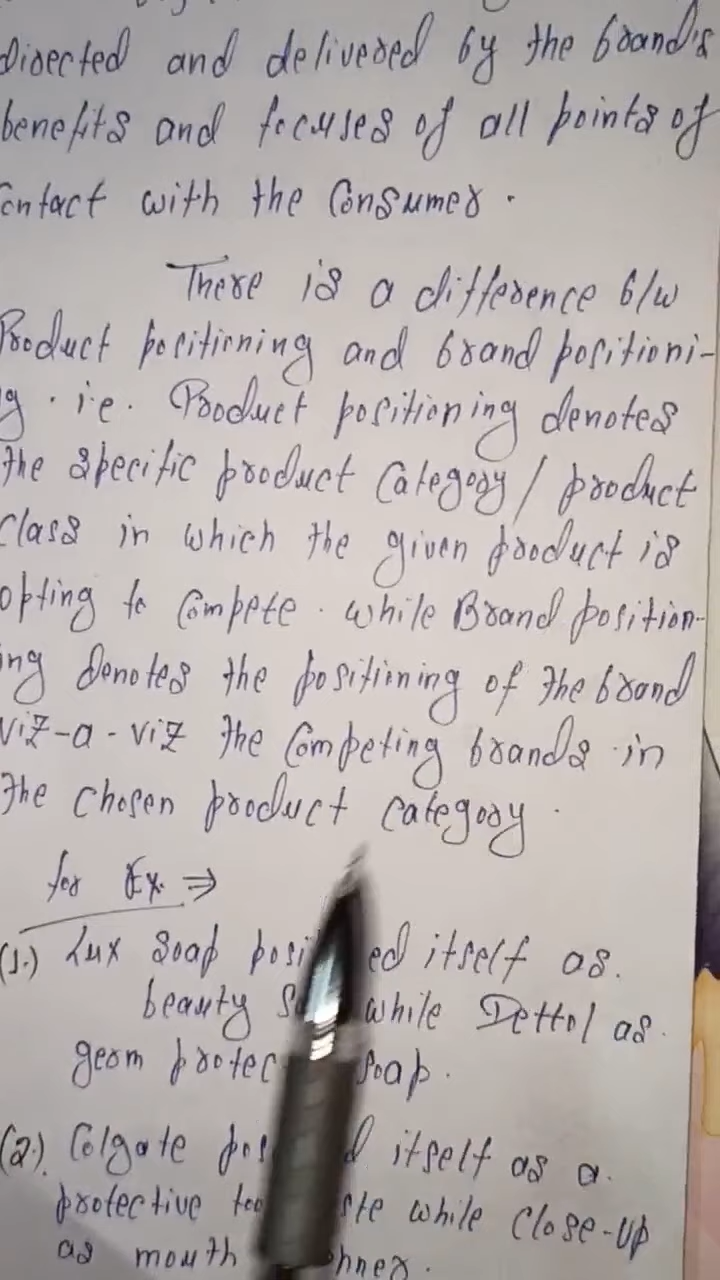 Directed and delivered by the brand's
benefits and focuses of all points of
contact with the Consumer.
There is a difference b/w
Product positioning and brand positioni-
g. i.e. Product positioning denotes
the specific product Category / product
Class in which the given product is
opting to Compete. while Brand position-
ing denotes the positioning of the brand
viz-a-viz the Competing brands in
the chosen product category.
for Ex. ⇒
(1.) Lux Soap posi ed itself as.
beauty while Dettol as.
germ protec soap.
(2.) Colgate itself as a.
protective while Close-up
as mouth